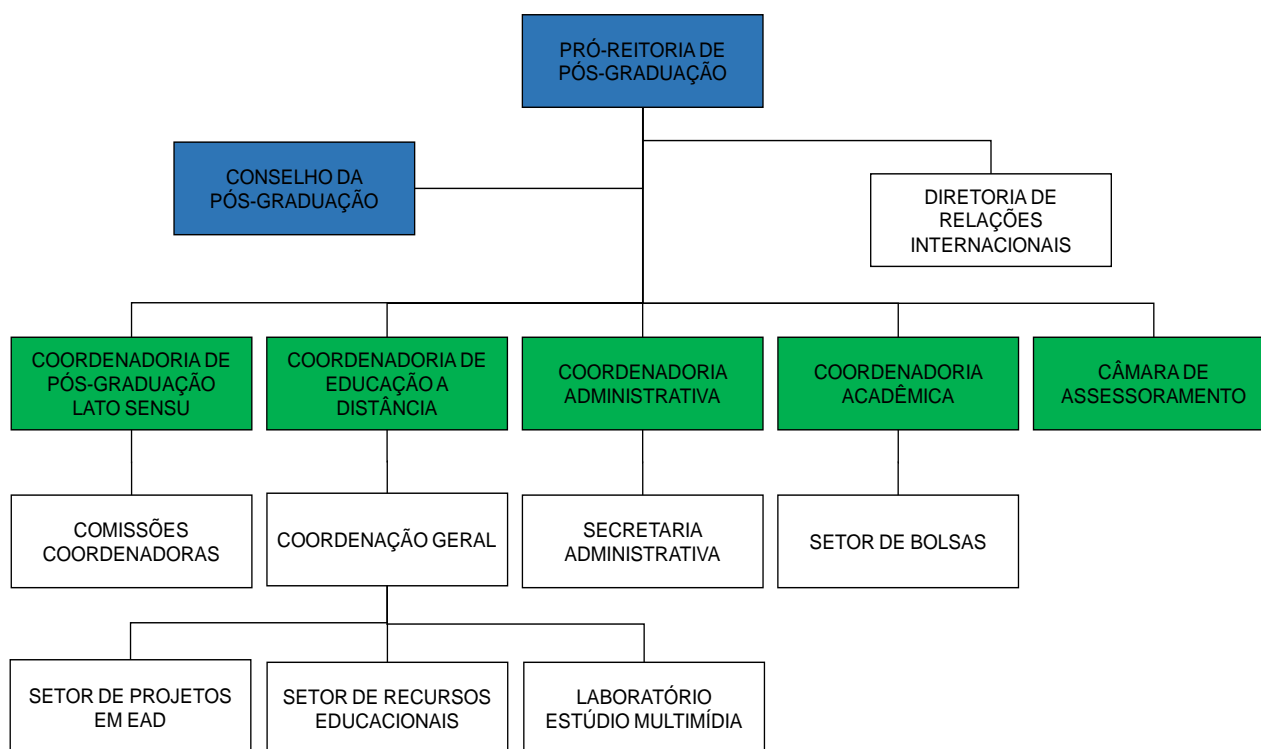 PRÓ-REITORIA DE
PÓS-GRADUAÇÃO
CONSELHO DA
PÓS-GRADUAÇÃO
DIRETORIA DE
RELAÇÕES
INTERNACIONAIS
COORDENADORIA DE
PÓS-GRADUAÇÃO
LATO SENSU
COORDENADORIA DE
EDUCAÇÃO A
DISTÂNCIA
COORDENADORIA
ADMINISTRATIVA
COORDENADORIA
ACADÊMICA
CÂMARA DE
ASSESSORAMENTO
COMISSÕES
COORDENADORAS
COORDENAÇÃO GERAL
SECRETARIA
ADMINISTRATIVA
SETOR DE BOLSAS
SETOR DE PROJETOS
EM EAD
SETOR DE RECURSOS
EDUCACIONAIS
LABORATÓRIO
ESTÚDIO MULTIMÍDIA